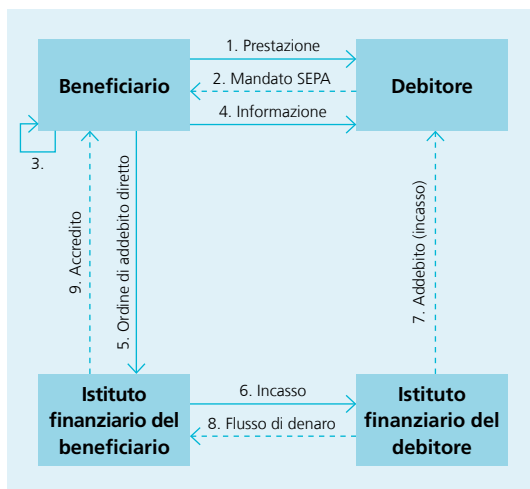 1. Prestazione
Beneficiario
2. Mandato SEPA
Debitore
4. Informazione
3.
9. Accredito
5. Ordine di addebito diretto
7. Addebito (incasso)
Istituto
finanziario del
beneficiario
6. Incasso
8. Flusso di denaro
Istituto
finanziario del
debitore